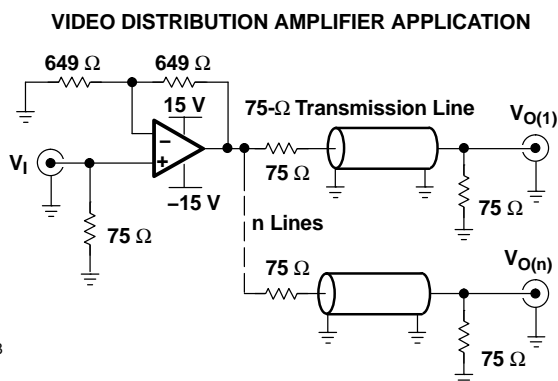 VIDEO DISTRIBUTION AMPLIFIER APPLICATION
649 Ω
649 Ω
15 V
75-Ω Transmission Line
VO(1)
VI
−
+
75 Ω
−15 V
75 Ω
n Lines
75 Ω
75 Ω
VO(n)
75 Ω
3